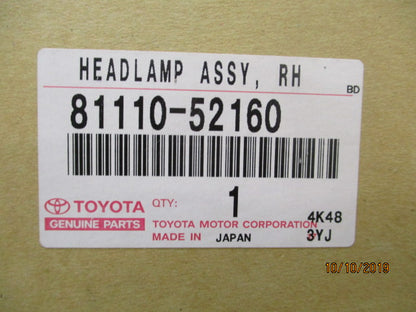 HEADLAMP ASSY, RH
BD
81110-52160
TOYOTA
GENUINE PARTS
QTY: 1
TOYOTA MOTOR CORPORATION
MADE IN JAPAN
4K48
3YJ
10/10/2019